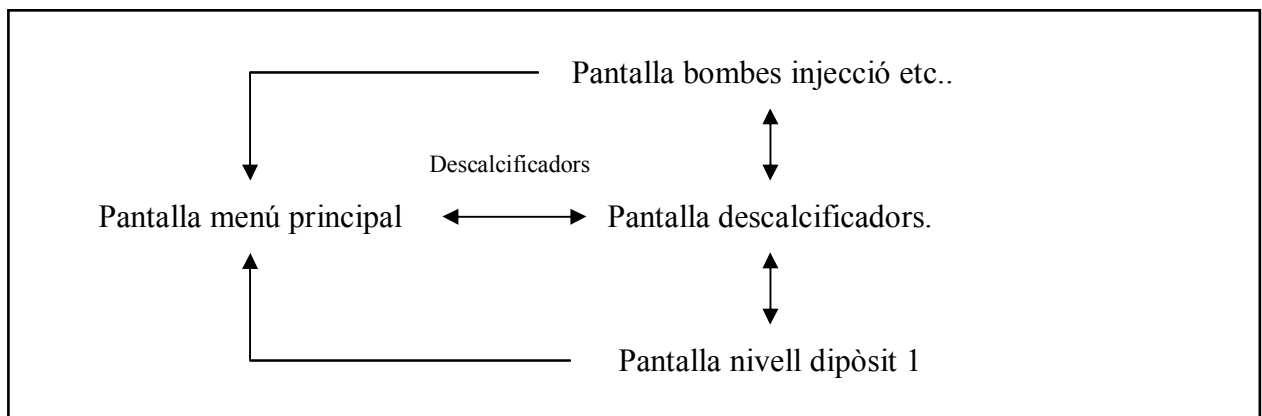 Pantalla bombes injecció etc..
Descalcificadors
Pantalla menú principal
Pantalla descalcificadors.
Pantalla nivell dipòsit 1